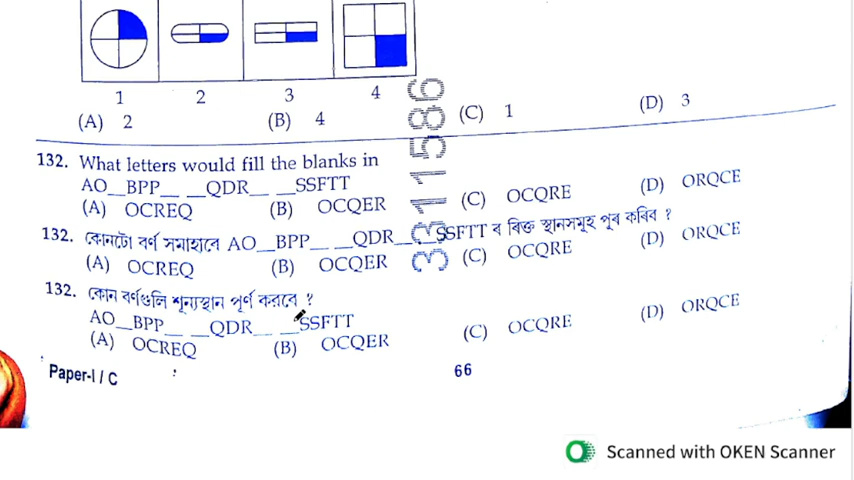 1 2 3 4
(A) 2 (B) 4 (C) 1 (D) 3
132. What letters would fill the blanks in
AO__BPP__ __QDR__ __SSFTT
(A) OCREQ (B) OCQER (C) OCQRE (D) ORQCE
132. কোনটো বৰ্ণ সমাহাৰে AO__BPP__ __QDR__ __SSFTT ৰ ৰিক্ত স্থানসমূহ পূৰ কৰিব ?
(A) OCREQ (B) OCQER (C) OCQRE (D) ORQCE
132. কোন বর্ণগুলি শূন্যস্থান পূর্ণ করবে ?
AO__BPP__ __QDR__ __SSFTT
(A) OCREQ (B) OCQER (C) OCQRE (D) ORQCE
Paper-I / C 66
33111586
Scanned with OKEN Scanner